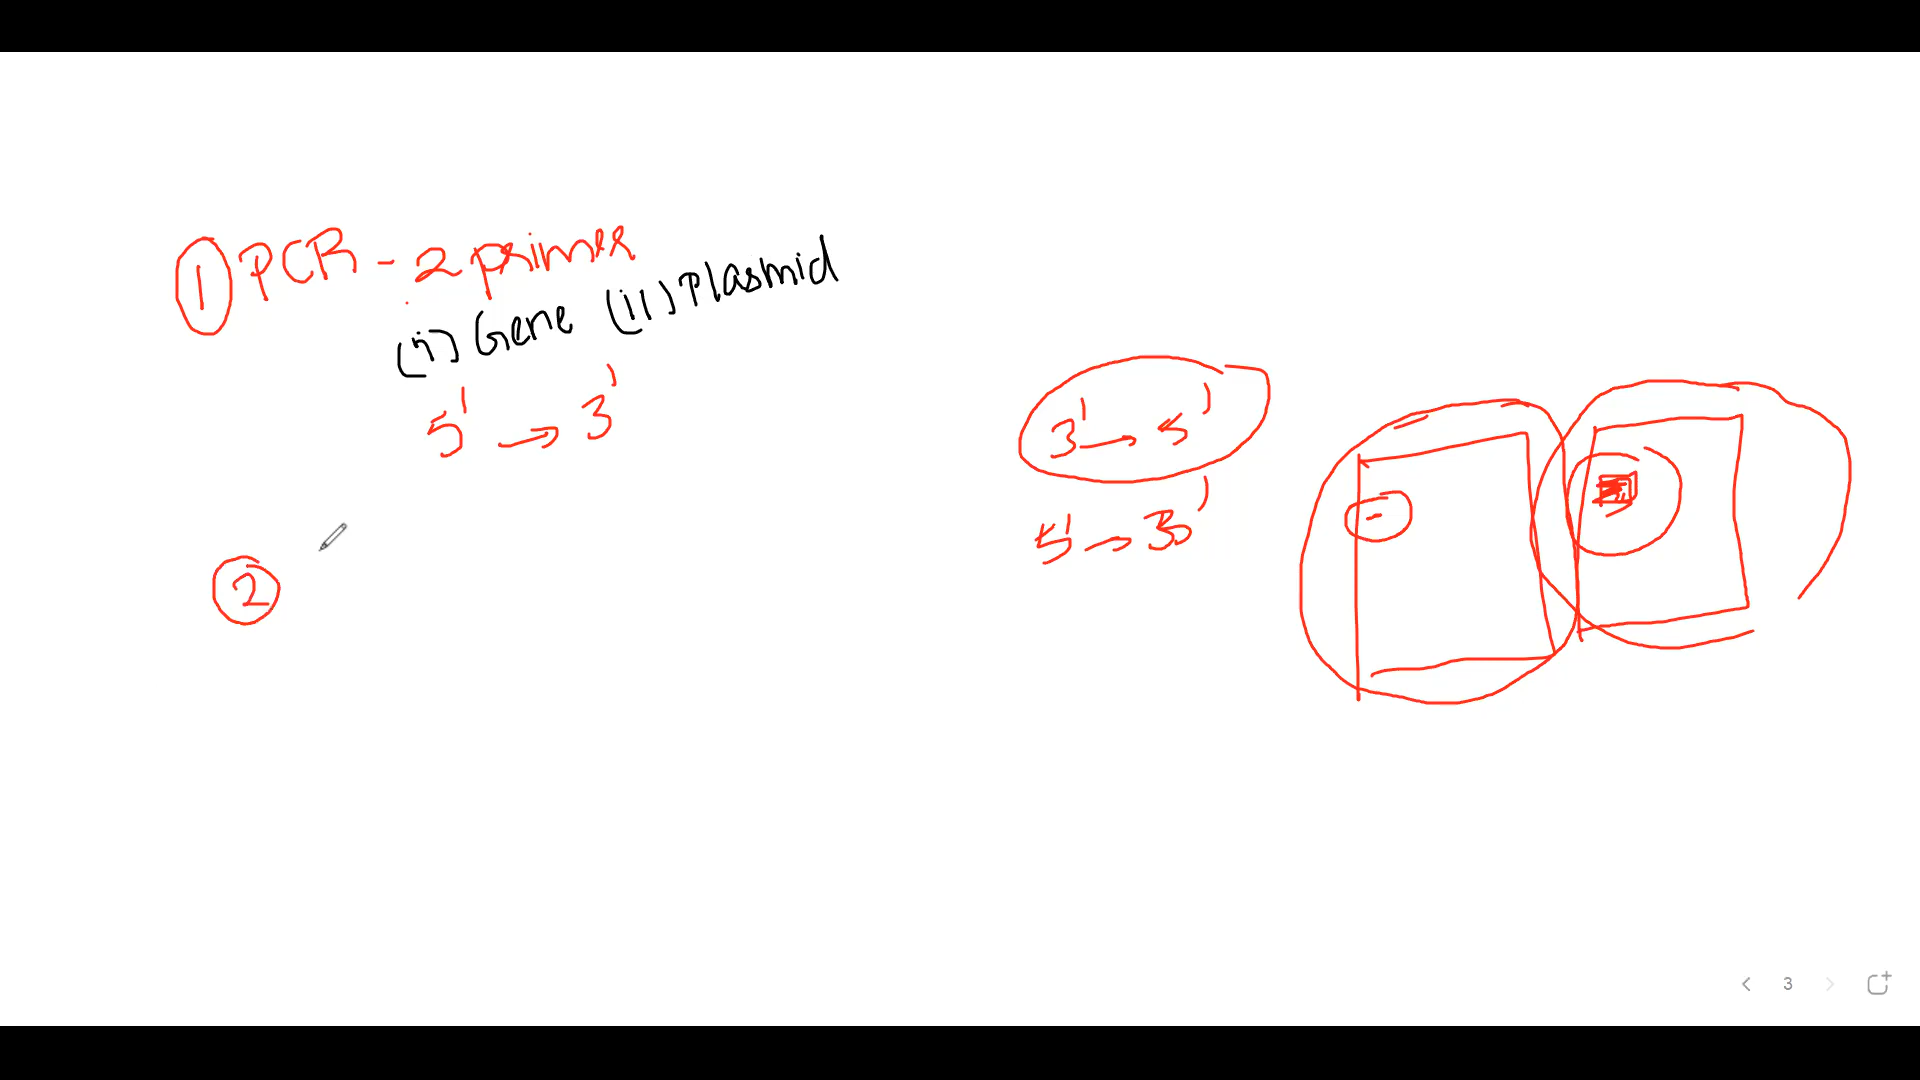 ① PCR - 2 primer
(i) Gene (ii) Plasmid
5' → 3'
3' → 5'
5' → 3'
-
②
3